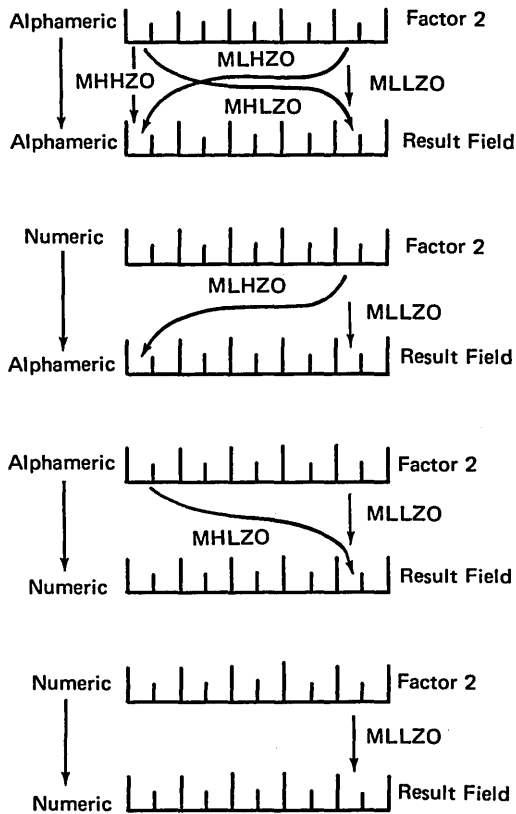 Alphameric Factor 2
MLHZO
MHHZO MLLZO
MHLZO
Alphameric Result Field
Numeric Factor 2
MLHZO
MLLZO
Alphameric Result Field
Alphameric Factor 2
MLLZO
MHLZO
Numeric Result Field
Numeric Factor 2
MLLZO
Numeric Result Field